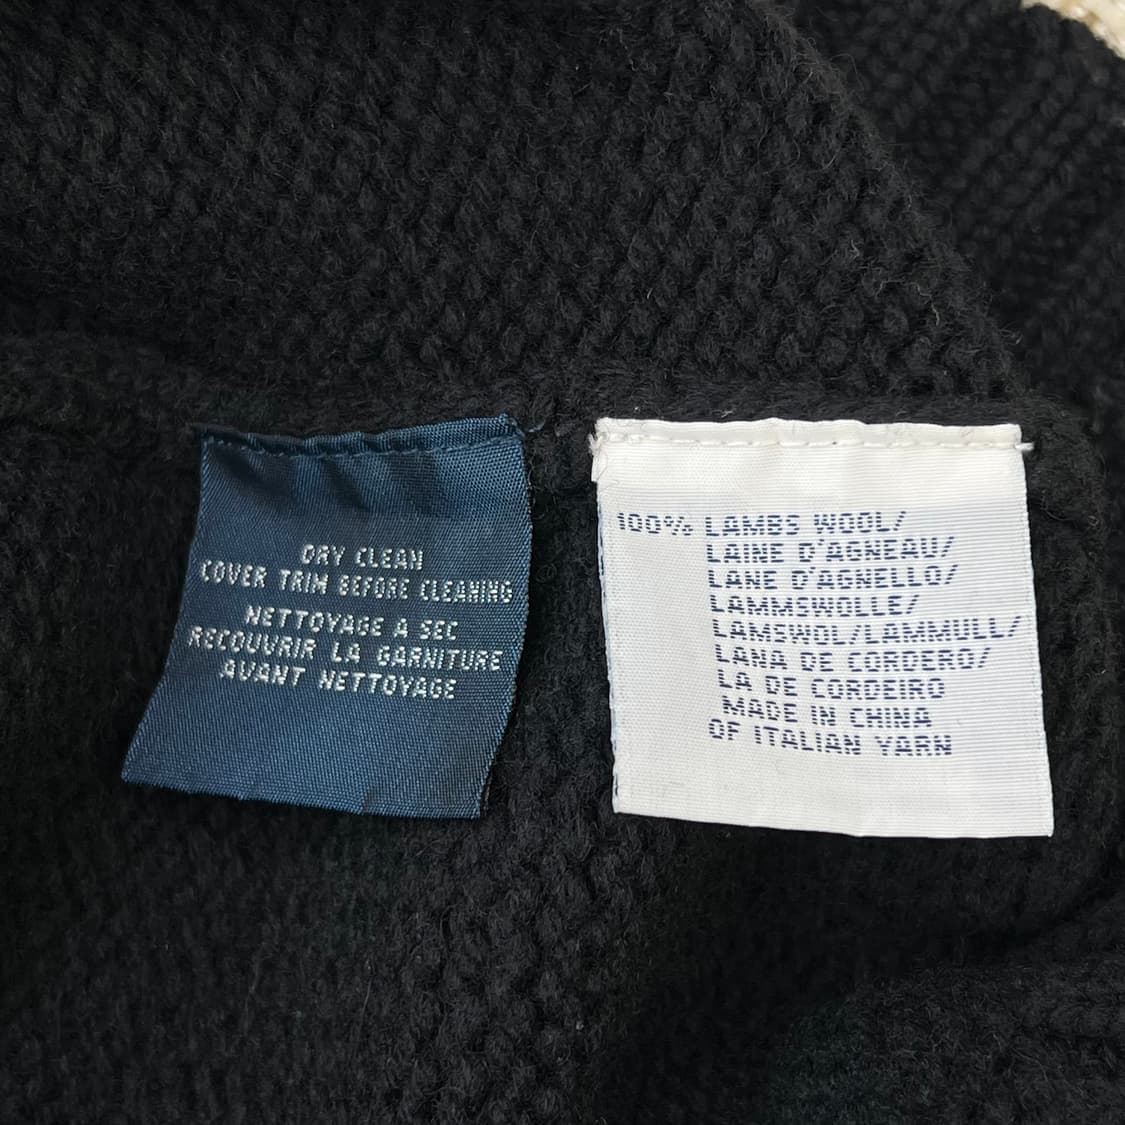 DRY CLEAN
COVER TRIM BEFORE CLEANING
NETTOYAGE A SEC
RECOUVRIR LA GARNITURE
AVANT NETTOYAGE
100% LAMBS WOOL/
LAINE D'AGNEAU/
LANE D'AGNELLO/
LAMMSWOLLE/
LAMSWOL/LAMMULL/
LANA DE CORDERO/
LA DE CORDEIRO
MADE IN CHINA
OF ITALIAN YARN